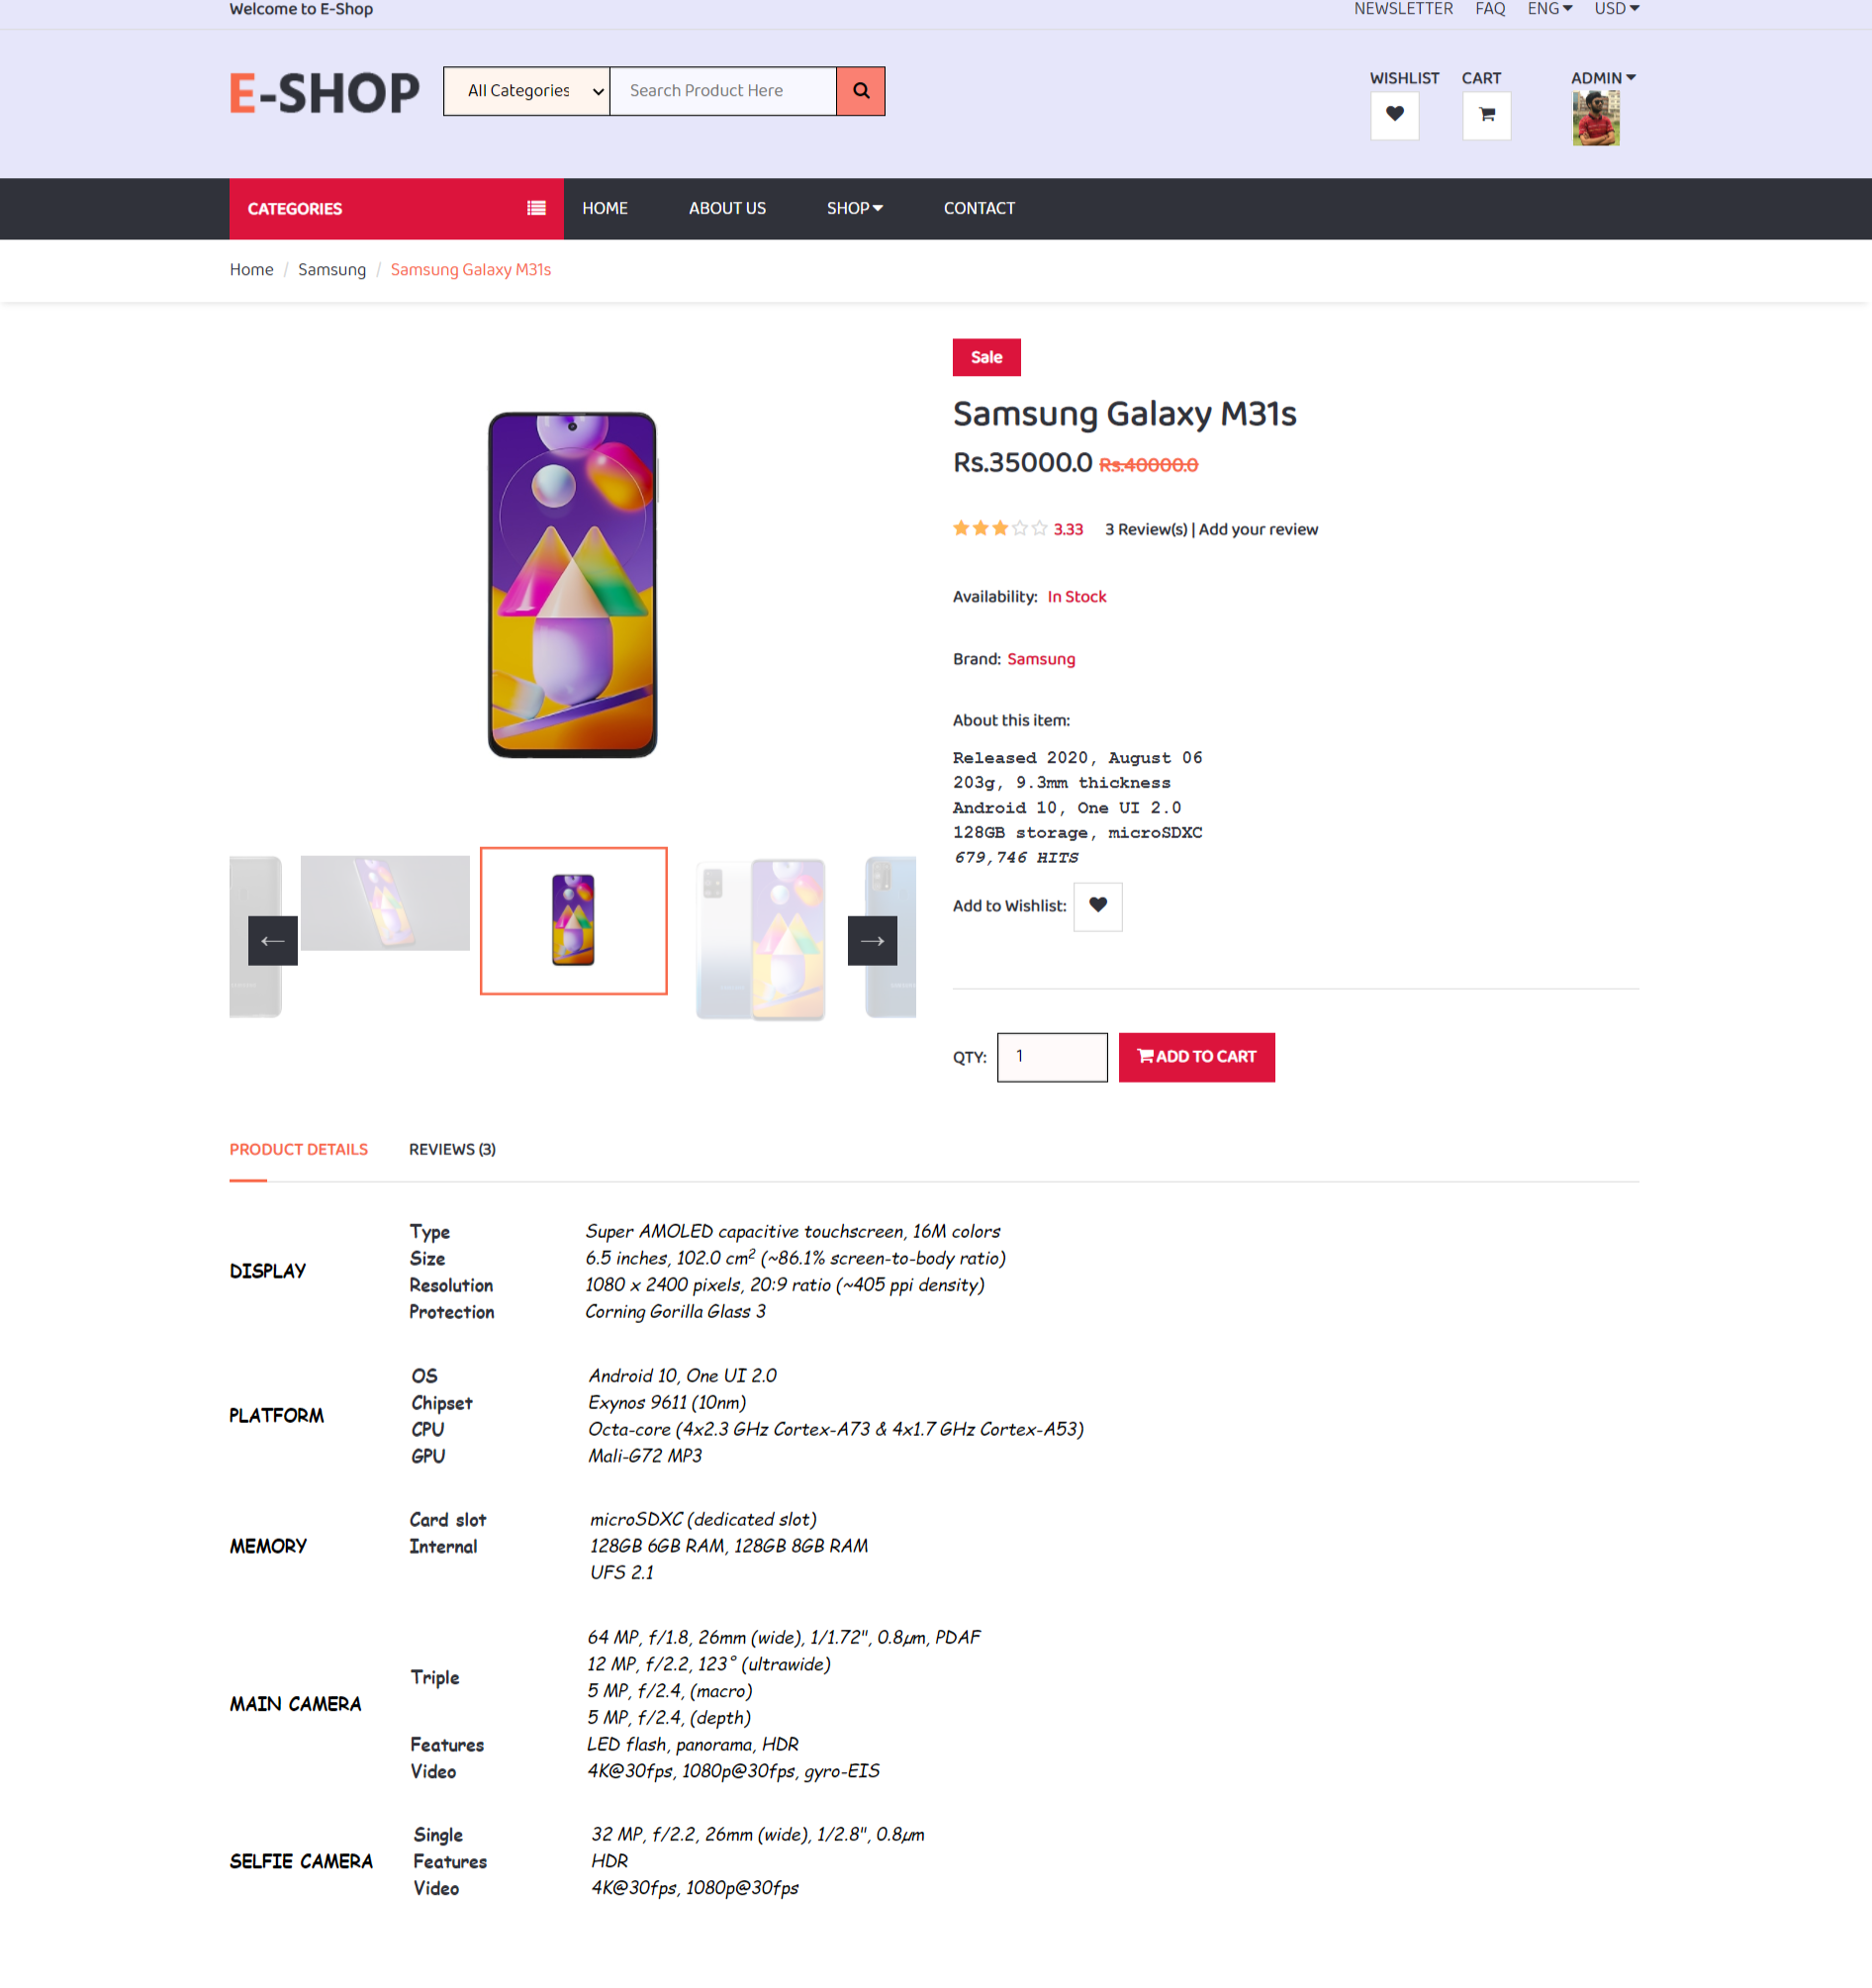 Welcome to E-Shop
NEWSLETTER FAQ ENG USD
E-SHOP
All Categories
Search Product Here
WISHLIST CART ADMIN
CATEGORIES
HOME ABOUT US SHOP CONTACT
Home / Samsung / Samsung Galaxy M31s
Sale
Samsung Galaxy M31s
Rs.35000.0 Rs.40000.0
3.33 3 Review(s) | Add your review
Availability: In Stock
Brand: Samsung
About this item:
Released 2020, August 06
203g, 9.3mm thickness
Android 10, One UI 2.0
128GB storage, microSDXC
679,746 HITS
Add to Wishlist:
QTY: 1 ADD TO CART
PRODUCT DETAILS REVIEWS (3)
DISPLAY
Type Super AMOLED capacitive touchscreen, 16M colors
Size 6.5 inches, 102.0 cm² (~86.1% screen-to-body ratio)
Resolution 1080 x 2400 pixels, 20:9 ratio (~405 ppi density)
Protection Corning Gorilla Glass 3
PLATFORM
OS Android 10, One UI 2.0
Chipset Exynos 9611 (10nm)
CPU Octa-core (4x2.3 GHz Cortex-A73 & 4x1.7 GHz Cortex-A53)
GPU Mali-G72 MP3
MEMORY
Card slot microSDXC (dedicated slot)
Internal 128GB 6GB RAM, 128GB 8GB RAM
UFS 2.1
MAIN CAMERA
Triple
64 MP, f/1.8, 26mm (wide), 1/1.72", 0.8µm, PDAF
12 MP, f/2.2, 123° (ultrawide)
5 MP, f/2.4, (macro)
5 MP, f/2.4, (depth)
Features LED flash, panorama, HDR
Video 4K@30fps, 1080p@30fps, gyro-EIS
SELFIE CAMERA
Single 32 MP, f/2.2, 26mm (wide), 1/2.8", 0.8µm
Features HDR
Video 4K@30fps, 1080p@30fps